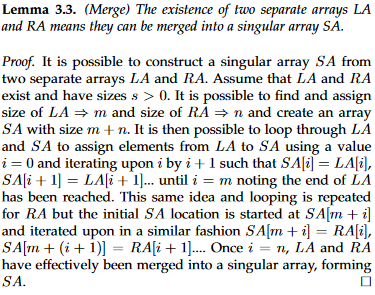 Lemma 3.3. (Merge) The existence of two separate arrays LA
and RA means they can be merged into a singular array SA.
Proof. It is possible to construct a singular array SA from
two separate arrays LA and RA. Assume that LA and RA
exist and have sizes s > 0. It is possible to find and assign
size of LA ⇒ m and size of RA ⇒ n and create an array
SA with size m + n. It is then possible to loop through LA
and SA to assign elements from LA to SA using a value
i = 0 and iterating upon i by i + 1 such that SA[i] = LA[i],
SA[i + 1] = LA[i + 1]... until i = m noting the end of LA
has been reached. This same idea and looping is repeated
for RA but the initial SA location is started at SA[m + i]
and iterated upon in a similar fashion SA[m + i] = RA[i],
SA[m + (i + 1)] = RA[i + 1].... Once i = n, LA and RA
have effectively been merged into a singular array, forming
SA. □